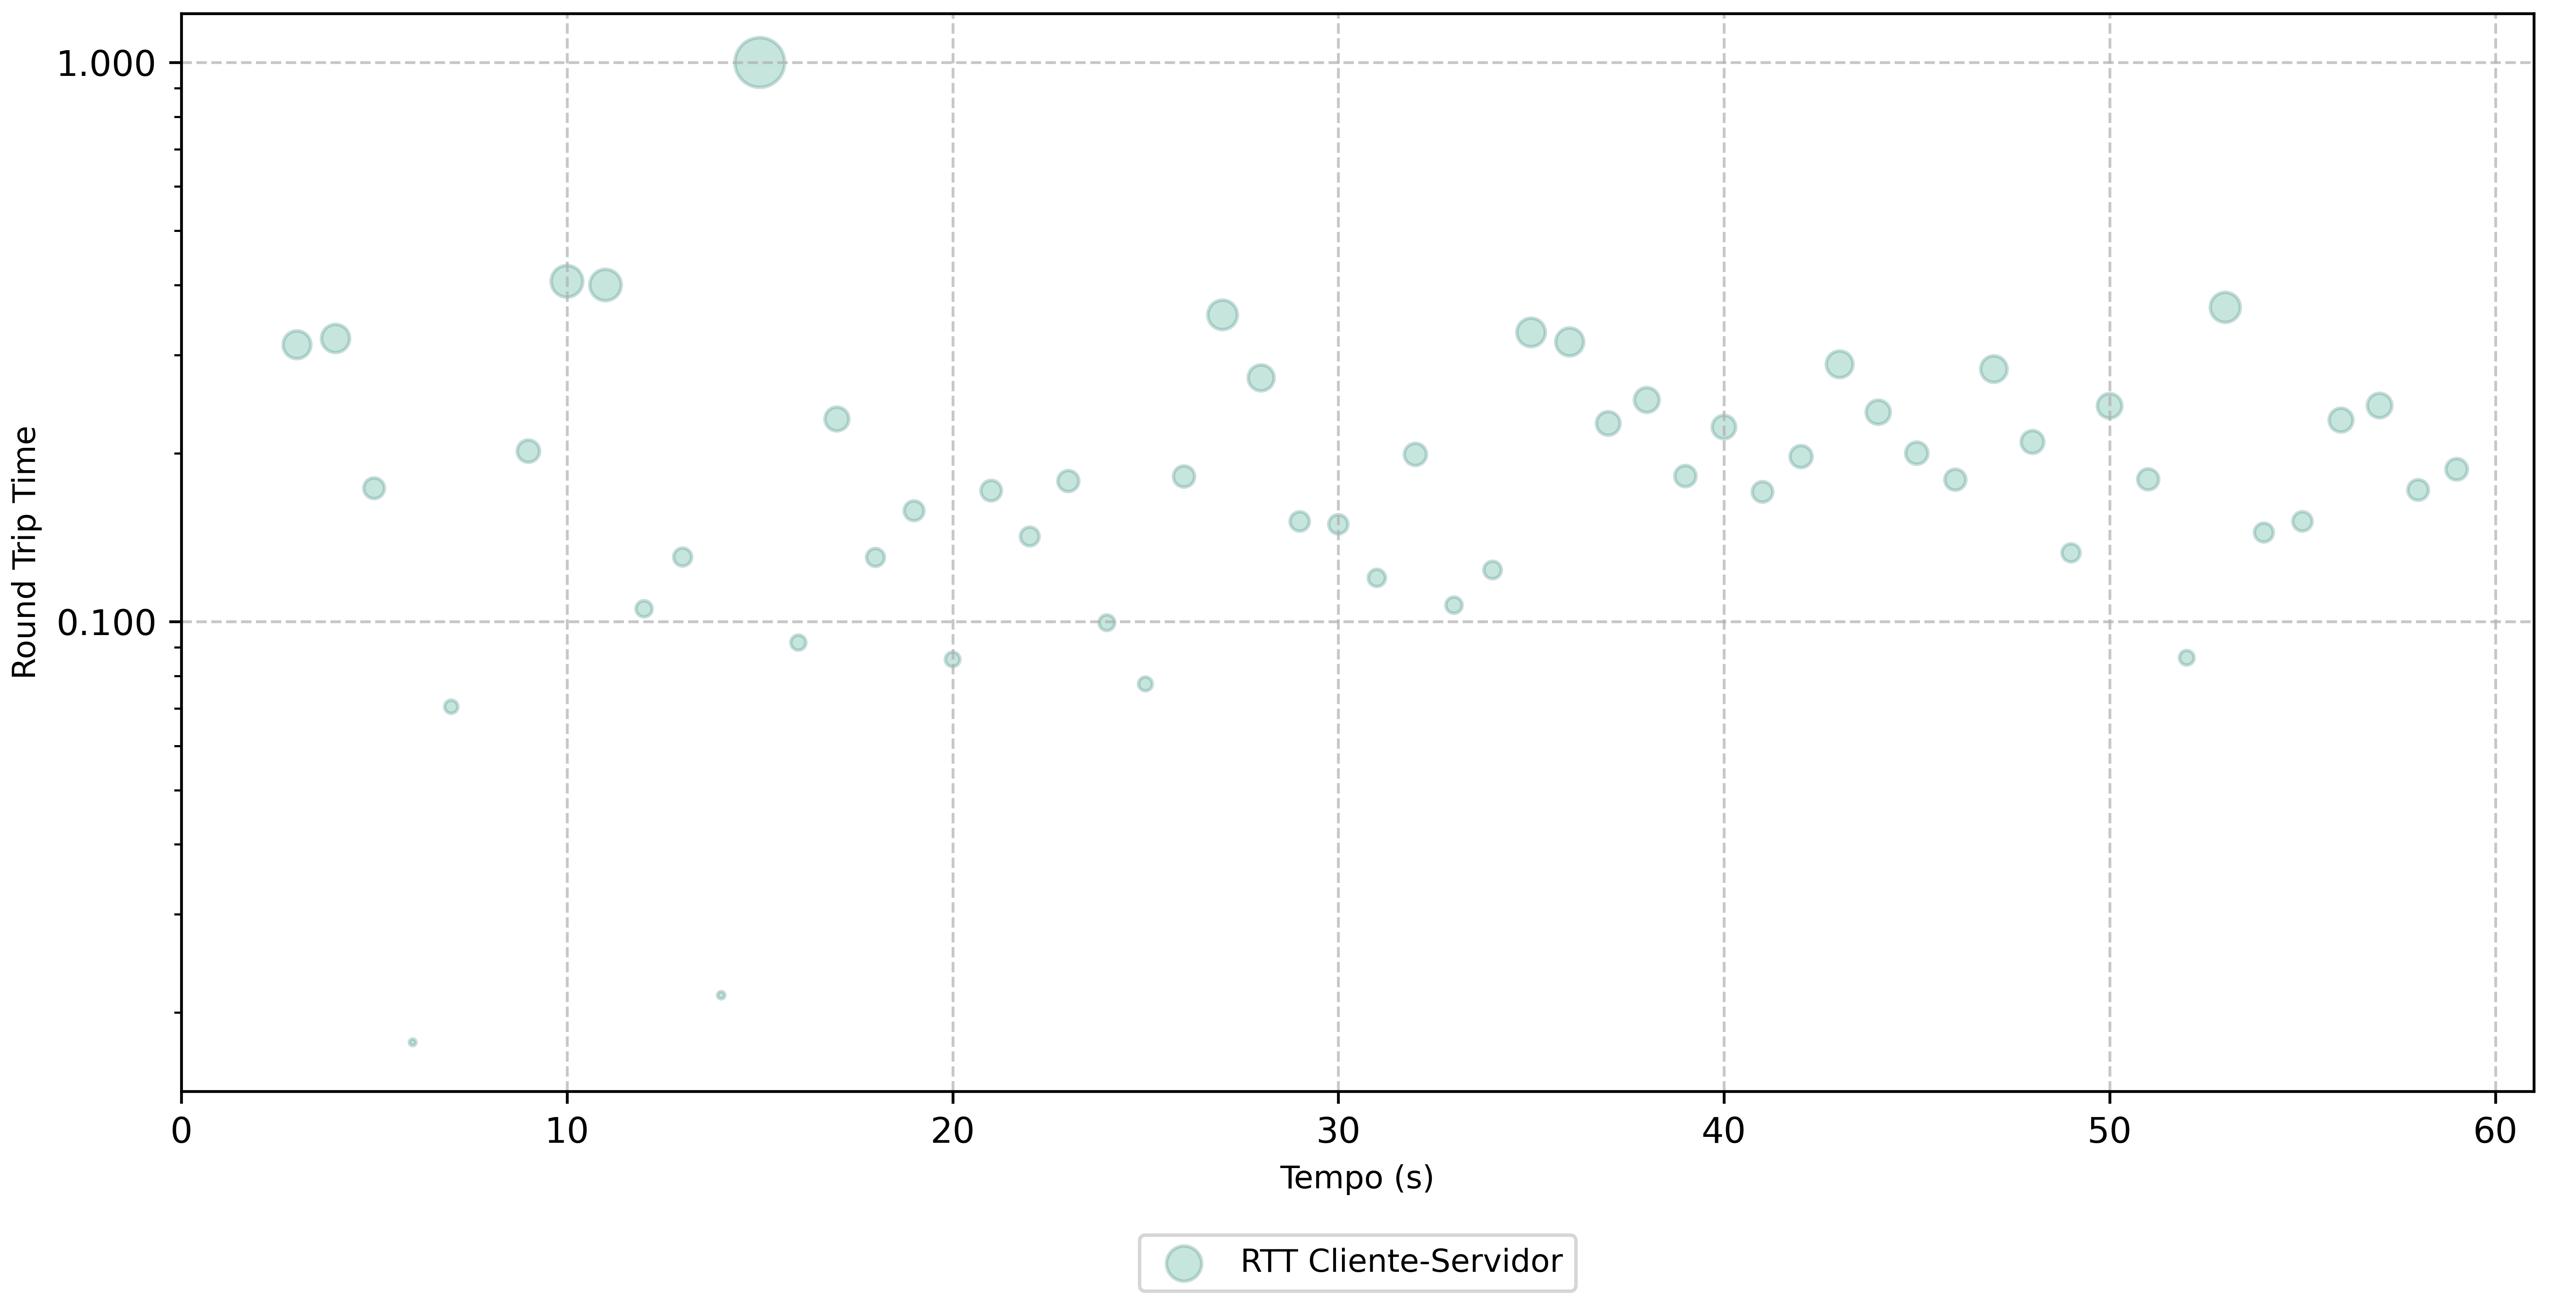 1.000
0.100
Round Trip Time
0 10 20 30 40 50 60
Tempo (s)
RTT Cliente-Servidor